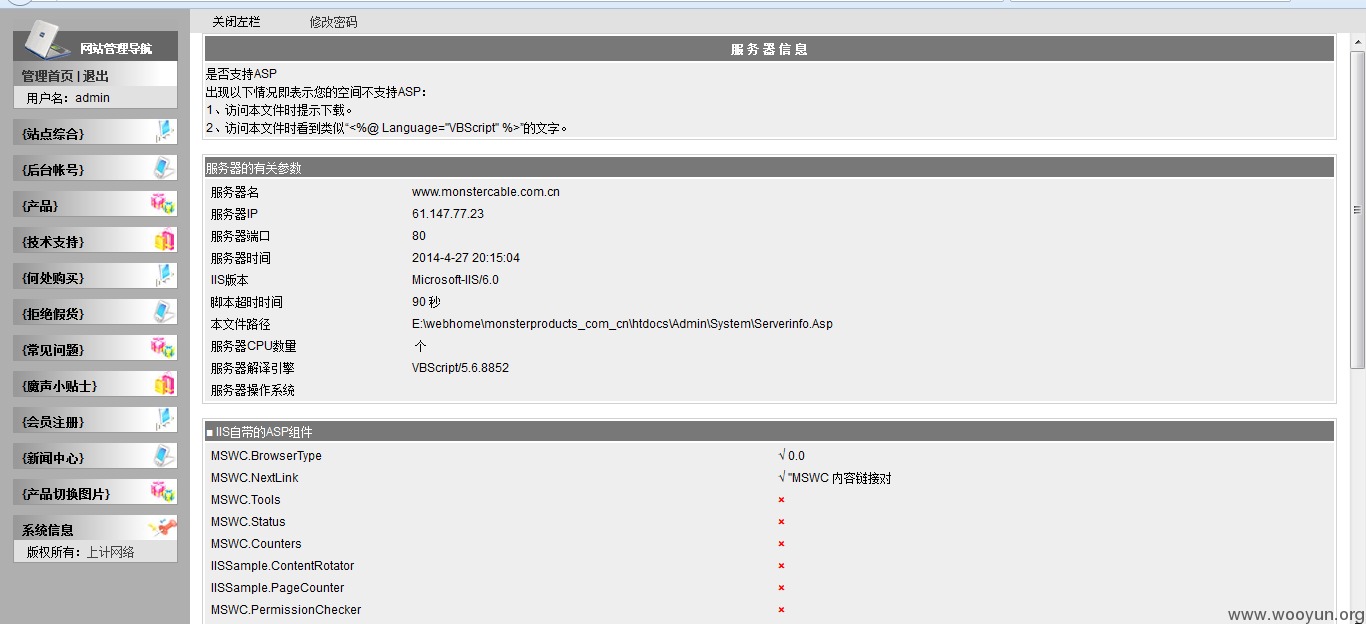 关闭左栏 修改密码
网站管理导航
管理首页 | 退出
用户名：admin
{站点综合}
{后台帐号}
{产品}
{技术支持}
{何处购买}
{拒绝假货}
{常见问题}
{魔声小贴士}
{会员注册}
{新闻中心}
{产品切换图片}
系统信息
版权所有：上计网络
服务器信息
是否支持ASP
出现以下情况即表示您的空间不支持ASP：
1、访问本文件时提示下载。
2、访问本文件时看到类似“<%@ Language="VBScript" %>”的文字。
服务器的有关参数
服务器名 www.monstercable.com.cn
服务器IP 61.147.77.23
服务器端口 80
服务器时间 2014-4-27 20:15:04
IIS版本 Microsoft-IIS/6.0
脚本超时时间 90 秒
本文件路径 E:\webhome\monsterproducts_com_cn\htdocs\Admin\System\Serverinfo.Asp
服务器CPU数量 个
服务器解译引擎 VBScript/5.6.8852
服务器操作系统
■ IIS自带的ASP组件
MSWC.BrowserType √ 0.0
MSWC.NextLink √ "MSWC 内容链接对
MSWC.Tools ×
MSWC.Status ×
MSWC.Counters ×
IISSample.ContentRotator ×
IISSample.PageCounter ×
MSWC.PermissionChecker ×
www.wooyun.org